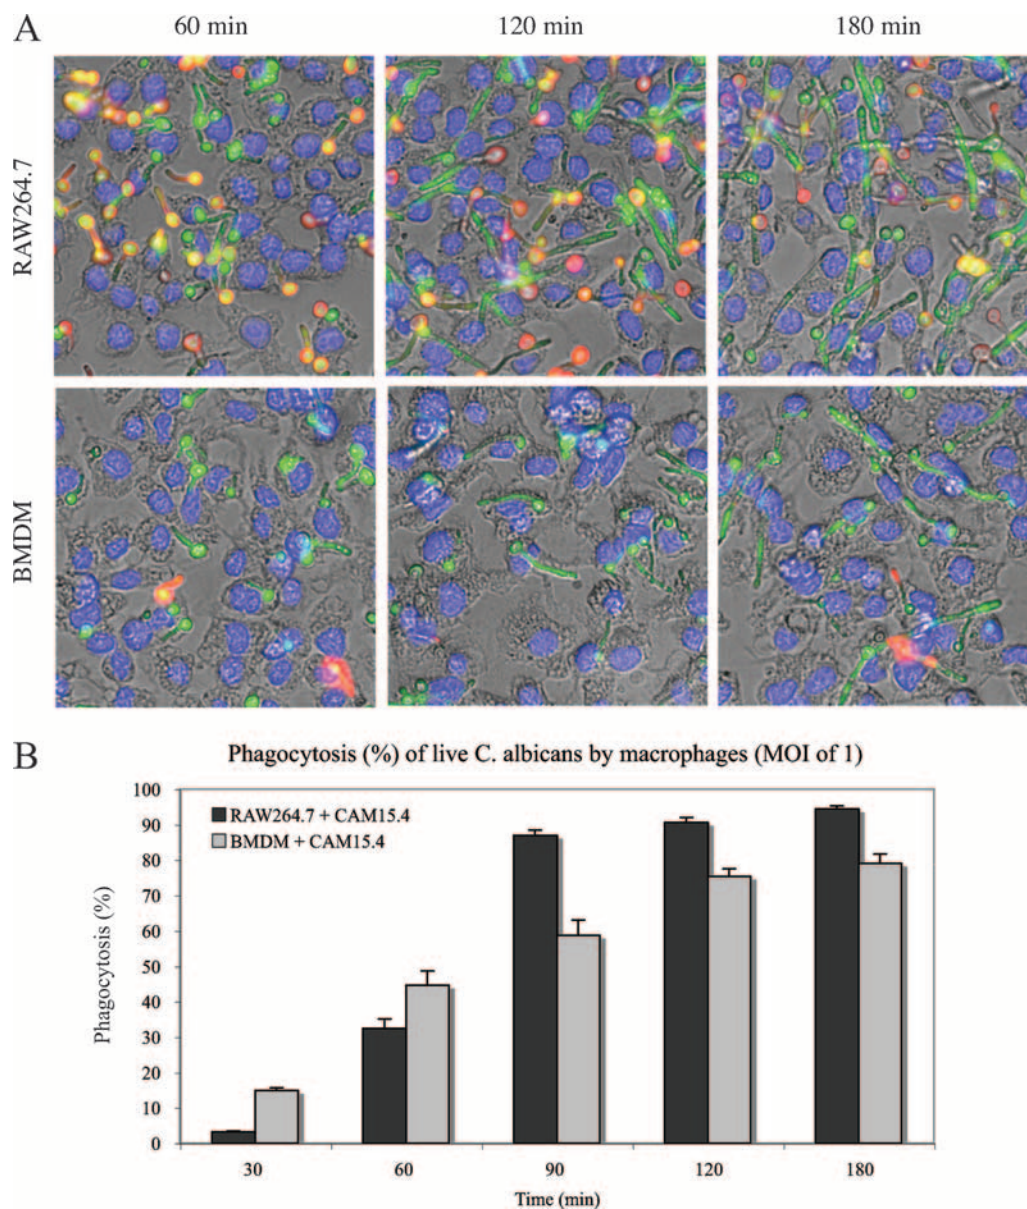 A
60 min
120 min
180 min
RAW264.7
BMDM
B
Phagocytosis (%) of live C. albicans by macrophages (MOI of 1)
100
90
80
70
60
50
40
30
20
10
0
RAW264.7 + CAM15.4
BMDM + CAM15.4
Phagocytosis (%)
30
60
90
120
180
Time (min)